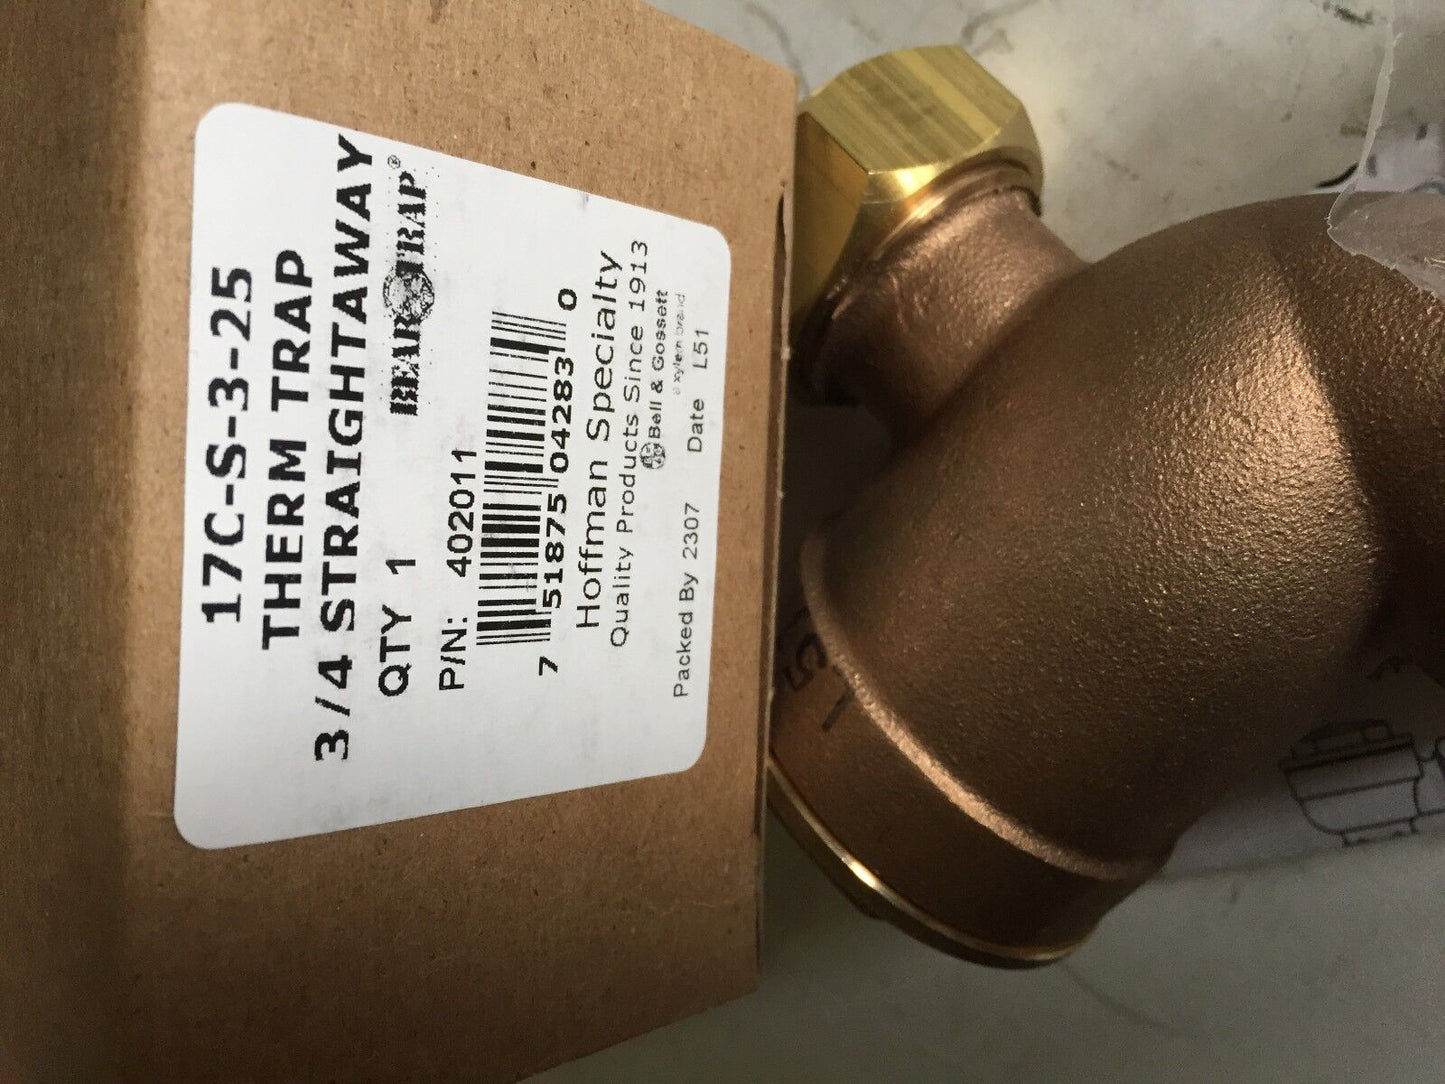 17C-S-3-25
THERM TRAP
3/4 STRAIGHTAWAY
QTY 1
BEAR TRAP®
P/N: 402011
7 51875 04283 0
Hoffman Specialty
Quality Products Since 1913
Bell & Gossett
a xylem brand
Packed By 2307 Date L51